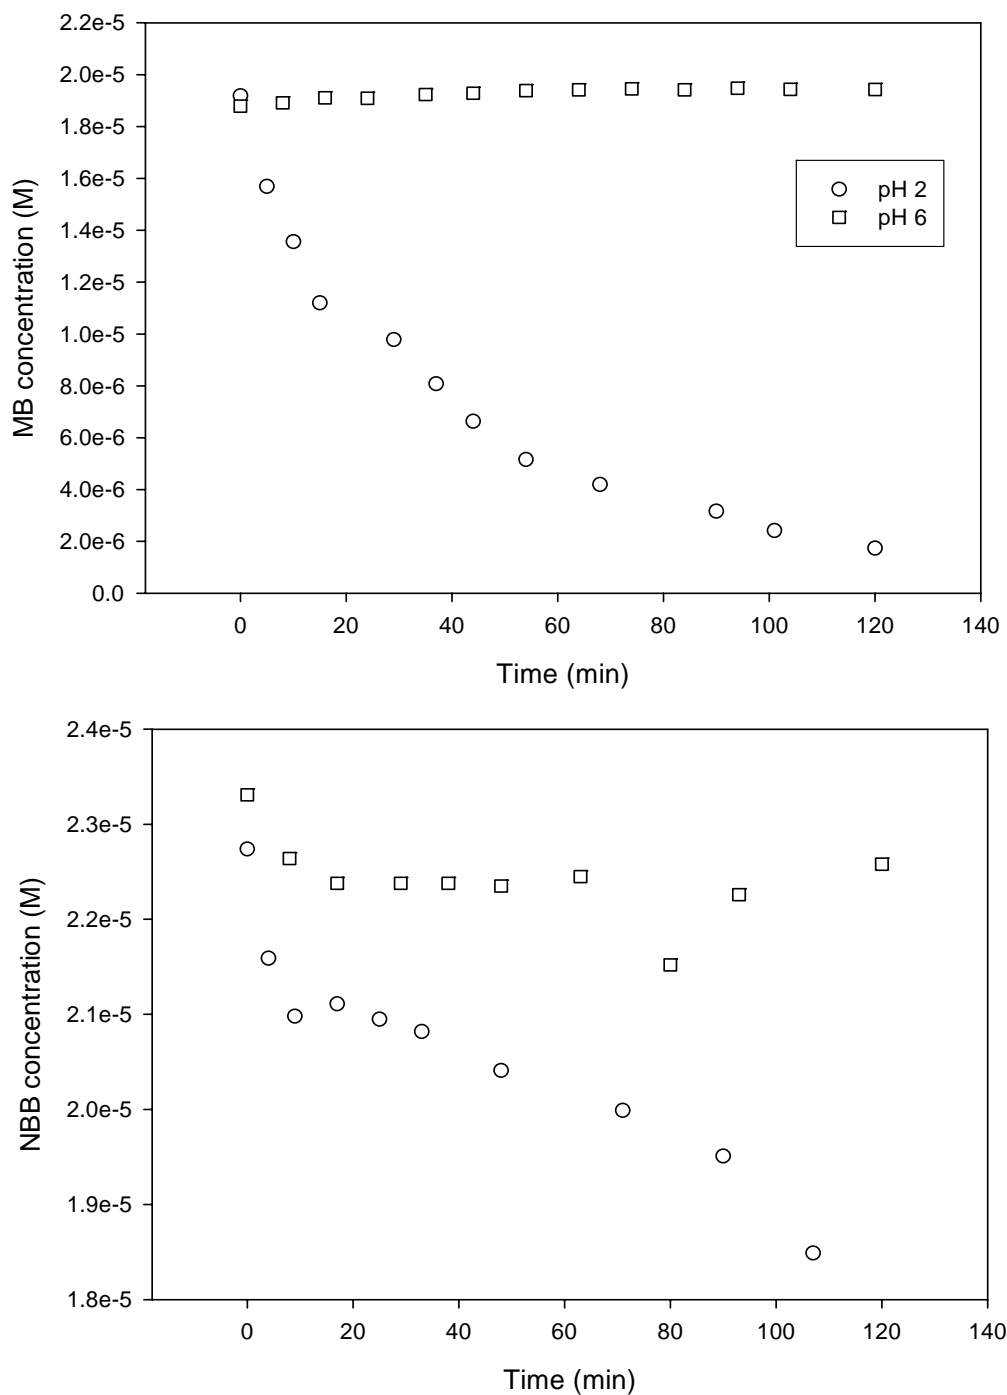 2.2e-5
2.0e-5
1.8e-5
1.6e-5
1.4e-5
1.2e-5
1.0e-5
8.0e-6
6.0e-6
4.0e-6
2.0e-6
0.0
MB concentration (M)
pH 2
pH 6
0 20 40 60 80 100 120 140
Time (min)
2.4e-5
2.3e-5
2.2e-5
2.1e-5
2.0e-5
1.9e-5
1.8e-5
NBB concentration (M)
0 20 40 60 80 100 120 140
Time (min)